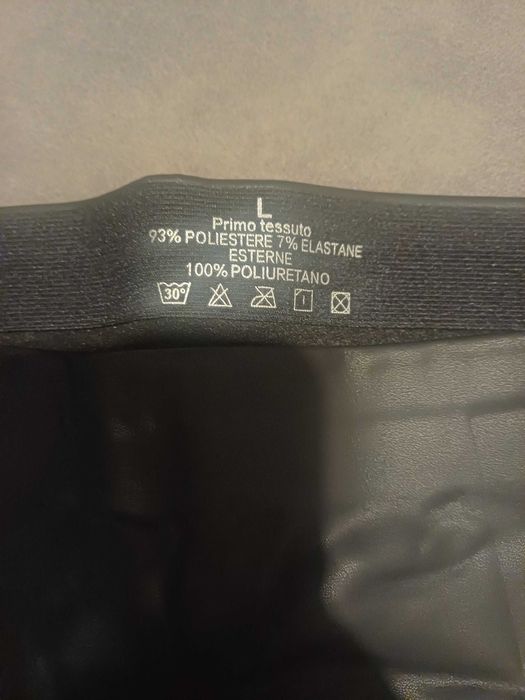 L
Primo tessuto
93% POLIESTERE 7% ELASTANE
ESTERNE
100% POLIURETANO
30°